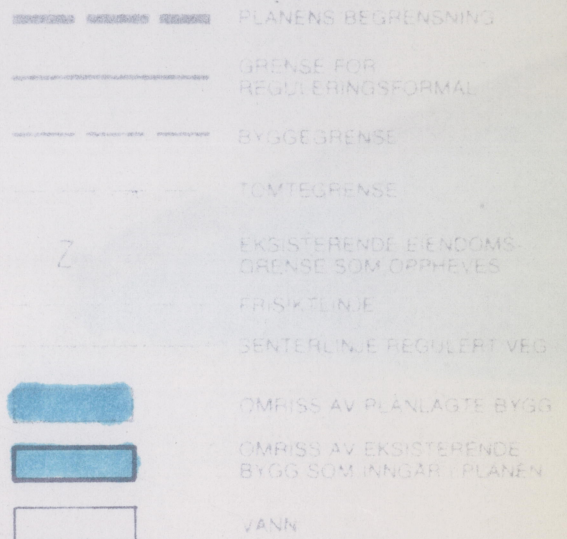 PLANENS BEGRENSNING
GRENSE FOR
REGULERINGSFORMÅL
BYGGEGRENSE
TOMTEGRENSE
Z
EKSISTERENDE EIENDOMS-
GRENSE SOM OPPHEVES
FRISIKTLINJE
SENTERLINJE REGULERT VEG
OMRISS AV PLANLAGTE BYGG
OMRISS AV EKSISTERENDE
BYGG SOM INNGÅR I PLANEN
VANN